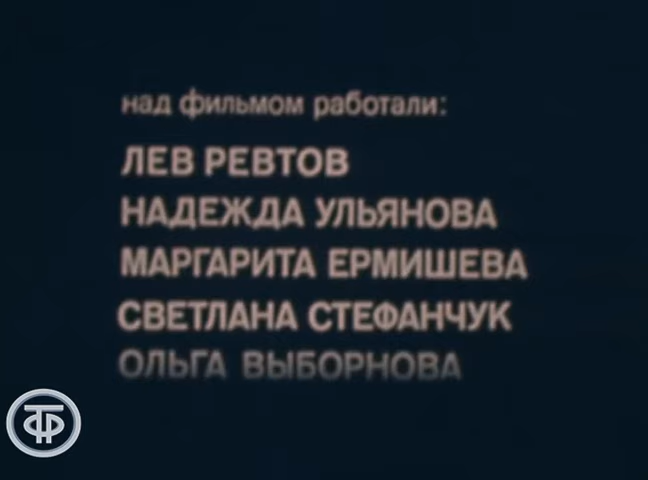 над фильмом работали:
ЛЕВ РЕВТОВ
НАДЕЖДА УЛЬЯНОВА
МАРГАРИТА ЕРМИШЕВА
СВЕТЛАНА СТЕФАНЧУК
ОЛЬГА ВЫБОРНОВА